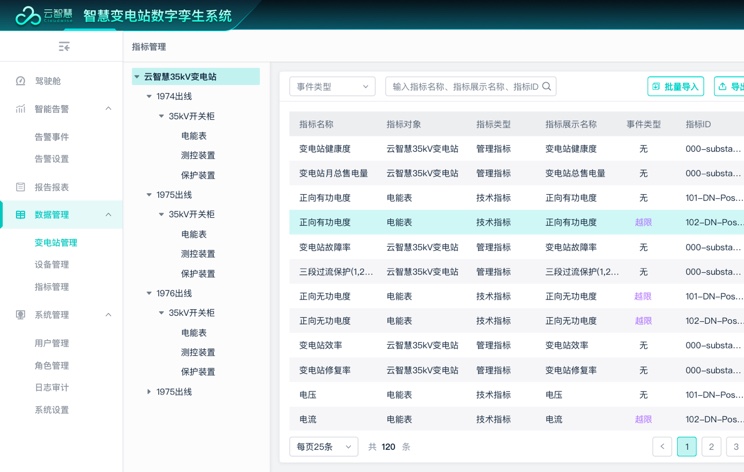 云智慧 智慧变电站数字孪生系统
指标管理
驾驶舱
智能告警
告警事件
告警设置
报告报表
数据管理
变电站管理
设备管理
指标管理
系统管理
用户管理
角色管理
日志审计
系统设置
云智慧35kV变电站
1974出线
35kV开关柜
电能表
测控装置
保护装置
1975出线
35kV开关柜
电能表
测控装置
保护装置
1976出线
35kV开关柜
电能表
测控装置
保护装置
1975出线
事件类型 输入指标名称、指标展示名称、指标ID 批量导入 导出
指标名称 指标对象 指标类型 指标展示名称 事件类型 指标ID
变电站健康度 云智慧35kV变电站 管理指标 变电站健康度 无 000-substa...
变电站月总售电量 云智慧35kV变电站 管理指标 变电站总售电量 无 000-substa...
正向有功电度 电能表 技术指标 正向有功电度 无 101-DN-Pos...
正向有功电度 电能表 技术指标 正向有功电度 越限 102-DN-Pos...
变电站故障率 云智慧35kV变电站 管理指标 变电站故障率 无 000-substa...
三段过流保护(1,2... 云智慧35kV变电站 管理指标 三段过流保护(1,2... 无 000-substa...
正向无功电度 电能表 技术指标 正向无功电度 越限 101-DN-Pos...
正向无功电度 电能表 技术指标 正向无功电度 越限 102-DN-Pos...
变电站效率 云智慧35kV变电站 管理指标 变电站效率 无 000-substa...
变电站修复率 云智慧35kV变电站 管理指标 变电站修复率 无 000-substa...
电压 电能表 技术指标 电压 无 101-DN-Pos...
电流 电能表 技术指标 电流 越限 102-DN-Pos...
每页25条 共 120 条 1 2 3